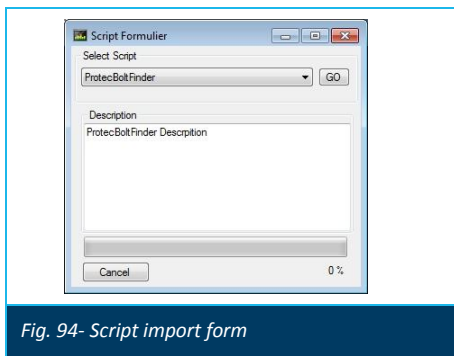 Script Formulier
Select Script
ProtecBoltFinder GO
Description
ProtecBoltFinder Descrpition
Cancel 0 %
Fig. 94- Script import form